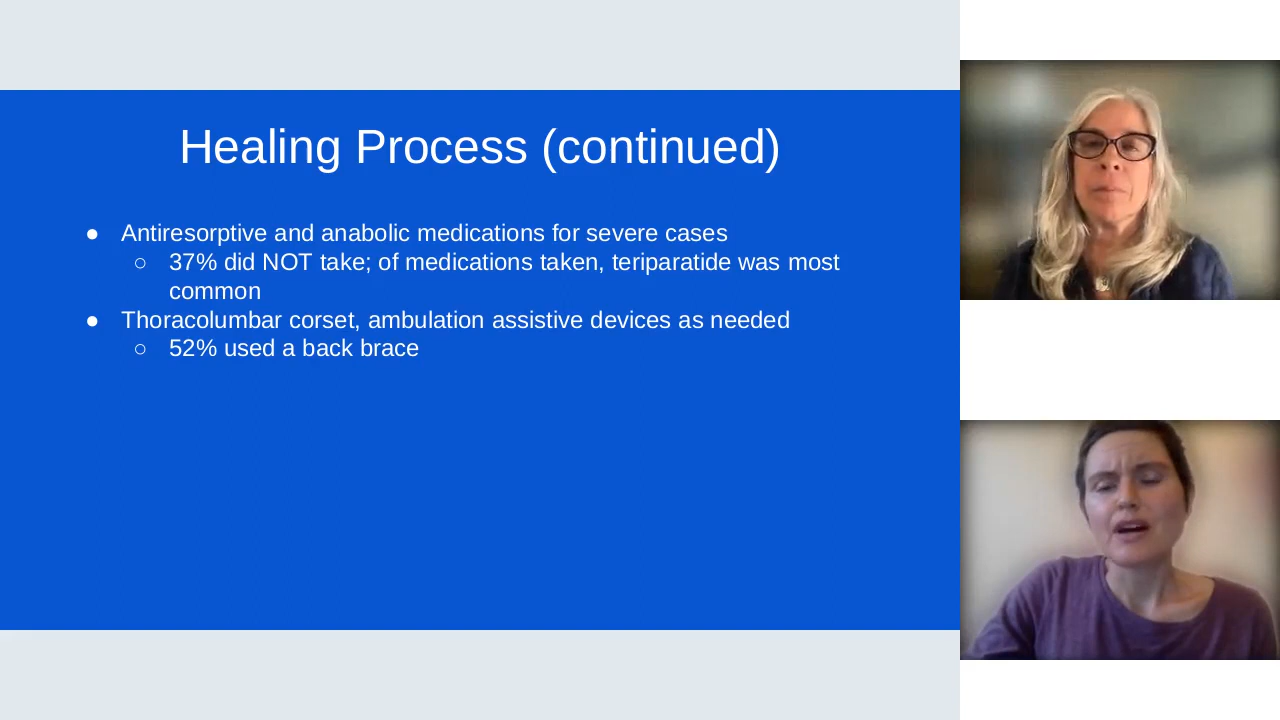 Healing Process (continued)
● Antiresorptive and anabolic medications for severe cases
○ 37% did NOT take; of medications taken, teriparatide was most
common
● Thoracolumbar corset, ambulation assistive devices as needed
○ 52% used a back brace